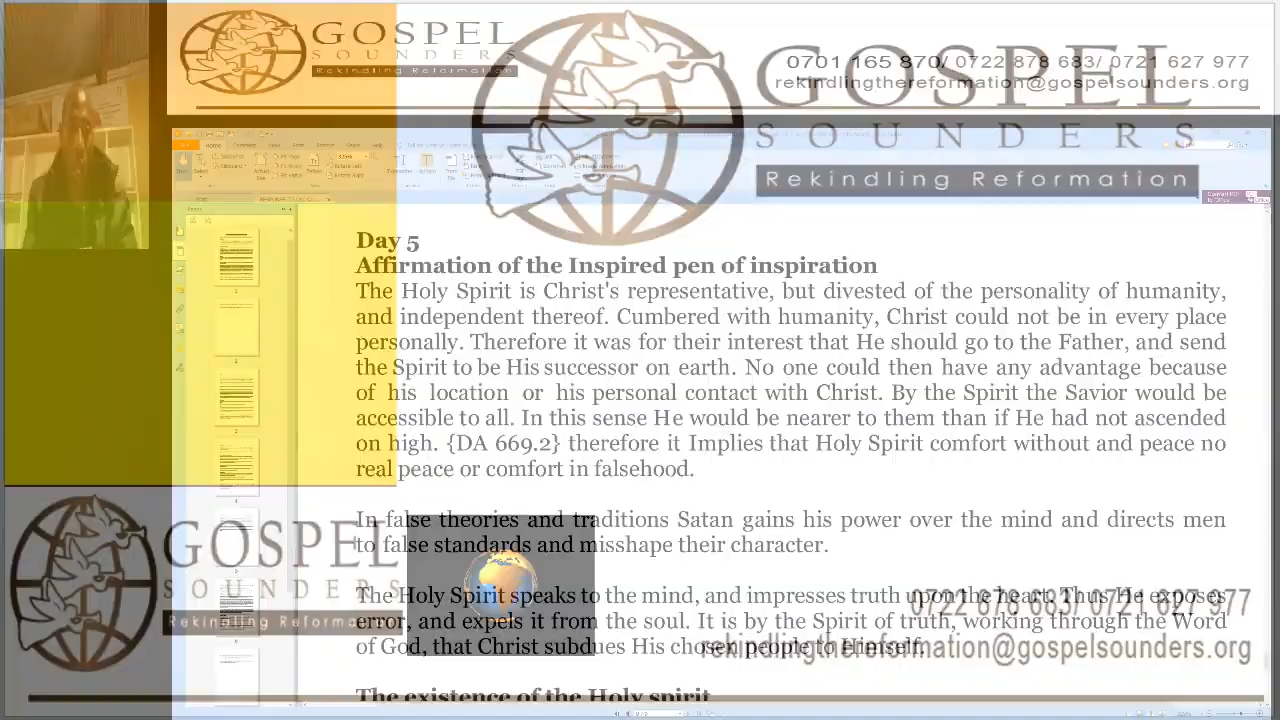 GOSPEL
SOUNDERS
Rekindling Reformation
GOSPEL
SOUNDERS
Rekindling Reformation
0701 165 870/ 0722 878 683/ 0721 627 977
rekindlingthereformation@gospelsounders.org
Day 5
Affirmation of the Inspired pen of inspiration
The Holy Spirit is Christ's representative, but divested of the personality of humanity,
and independent thereof. Cumbered with humanity, Christ could not be in every place
personally. Therefore it was for their interest that He should go to the Father, and send
the Spirit to be His successor on earth. No one could then have any advantage because
of his location or his personal contact with Christ. By the Spirit the Savior would be
accessible to all. In this sense He would be nearer to them than if He had not ascended
on high. {DA 669.2} therefore it Implies that Holy Spirit comfort without and peace no
real peace or comfort in falsehood.
In false theories and traditions Satan gains his power over the mind and directs men
to false standards and misshape their character.
The Holy Spirit speaks to the mind, and impresses truth upon the heart. Thus He exposes
error, and expels it from the soul. It is by the Spirit of truth, working through the Word
of God, that Christ subdues His chosen people to Himself.
The existence of the Holy spirit
GOSPEL
SOUNDERS
Rekindling Reformation
0722 878 683/ 0721 627 977
rekindlingthereformation@gospelsounders.org